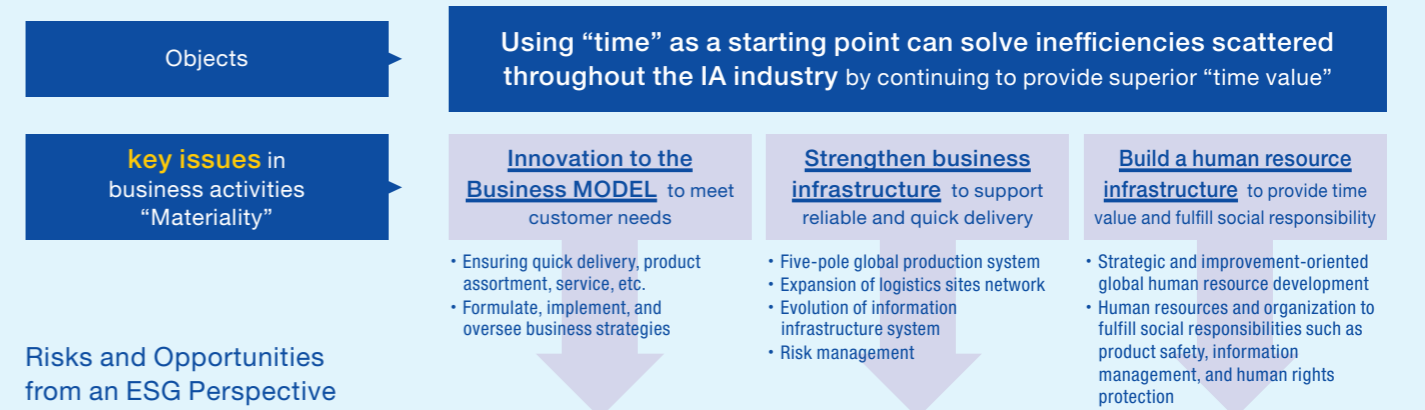 Objects
Using “time” as a starting point can solve inefficiencies scattered
throughout the IA industry by continuing to provide superior “time value”
key issues in
business activities
“Materiality”
Innovation to the
Business MODEL to meet
customer needs
Strengthen business
infrastructure to support
reliable and quick delivery
Build a human resource
infrastructure to provide time
value and fulfill social responsibility
・Ensuring quick delivery, product
assortment, service, etc.
・Formulate, implement, and
oversee business strategies
・Five-pole global production system
・Expansion of logistics sites network
・Evolution of information
infrastructure system
・Risk management
・Strategic and improvement-oriented
global human resource development
・Human resources and organization to
fulfill social responsibilities such as
product safety, information
management, and human rights
protection
Risks and Opportunities
from an ESG Perspective